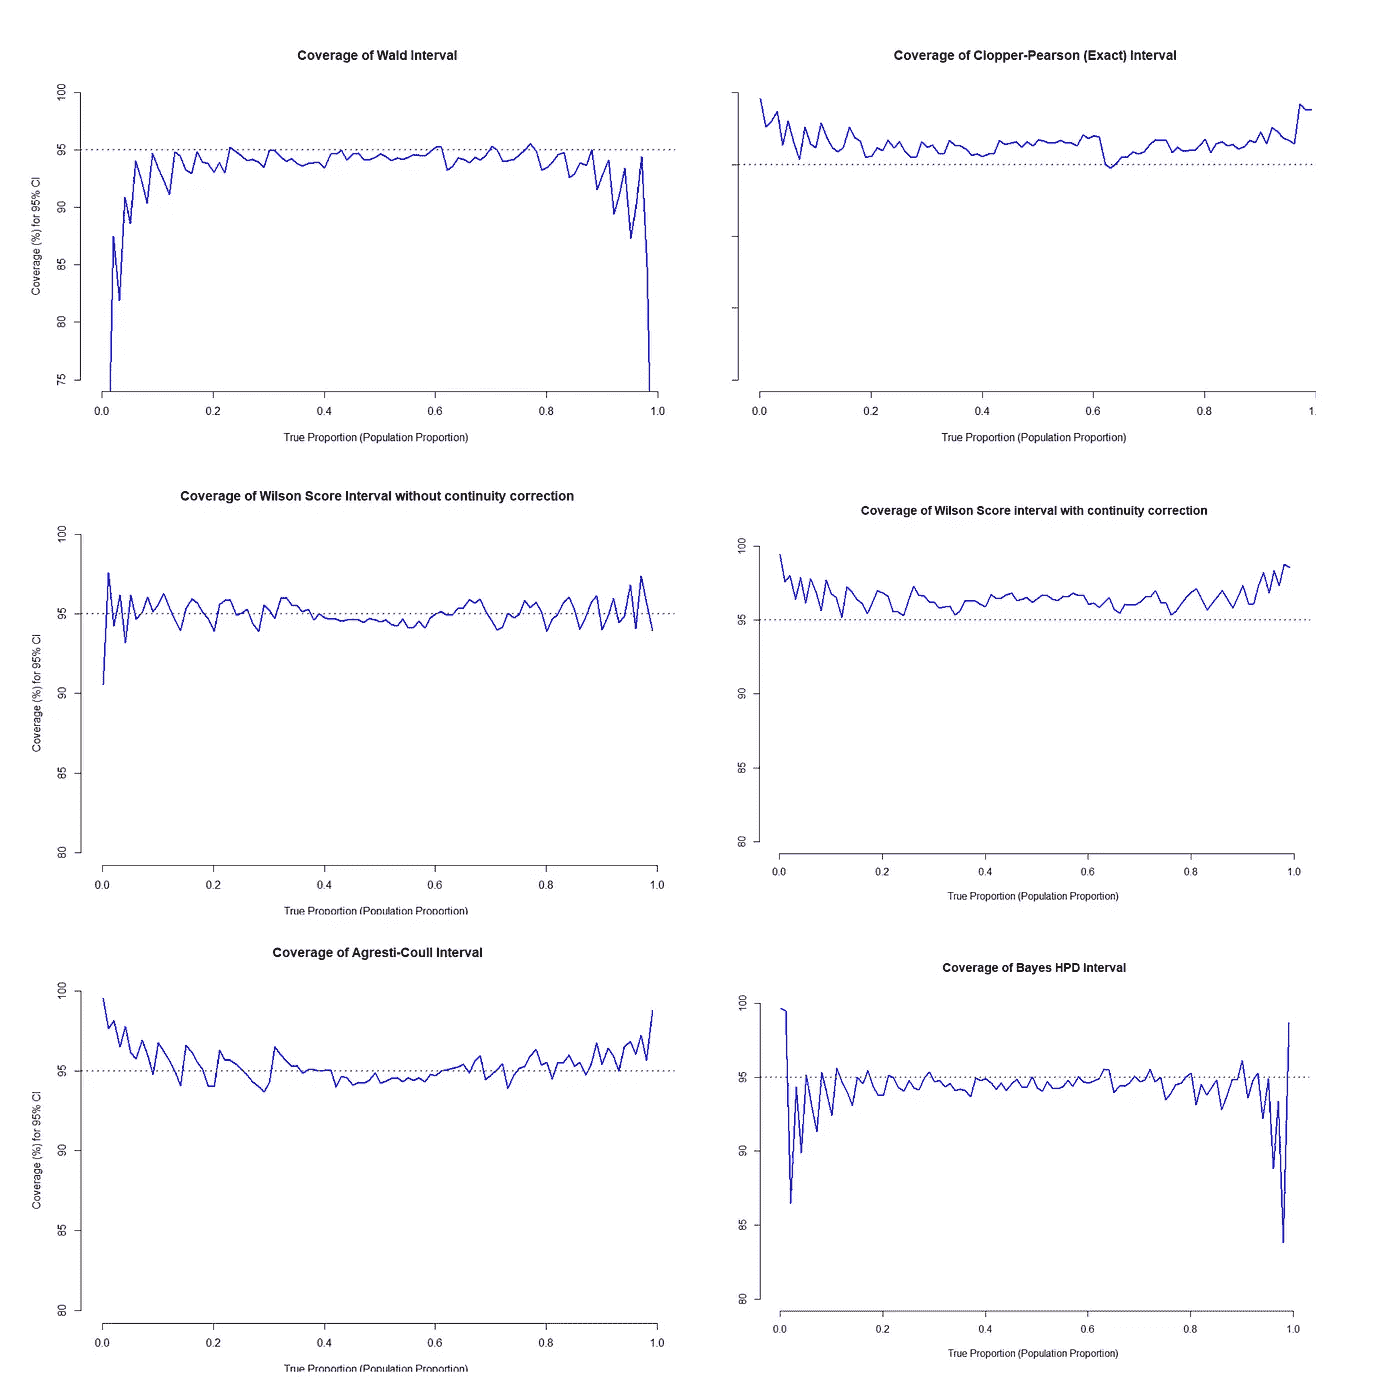 Coverage of Wald Interval
100
95
90
85
80
75
Coverage (%) for 95% CI
0.0 0.2 0.4 0.6 0.8 1.0
True Proportion (Population Proportion)
Coverage of Clopper-Pearson (Exact) Interval
0.0 0.2 0.4 0.6 0.8 1.
True Proportion (Population Proportion)
Coverage of Wilson Score Interval without continuity correction
100
95
90
85
80
Coverage (%) for 95% CI
0.0 0.2 0.4 0.6 0.8 1.0
True Proportion (Population Proportion)
Coverage of Wilson Score interval with continuity correction
100
95
90
85
80
0.0 0.2 0.4 0.6 0.8 1.0
True Proportion (Population Proportion)
Coverage of Agresti-Coull Interval
100
95
90
85
80
Coverage (%) for 95% CI
0.0 0.2 0.4 0.6 0.8 1.0
True Proportion (Population Proportion)
Coverage of Bayes HPD Interval
100
95
90
85
80
0.0 0.2 0.4 0.6 0.8 1.0
True Proportion (Population Proportion)